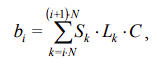 b_i = \sum_{k=i \cdot N}^{(i+1) \cdot N} S_k \cdot L_k \cdot C ,